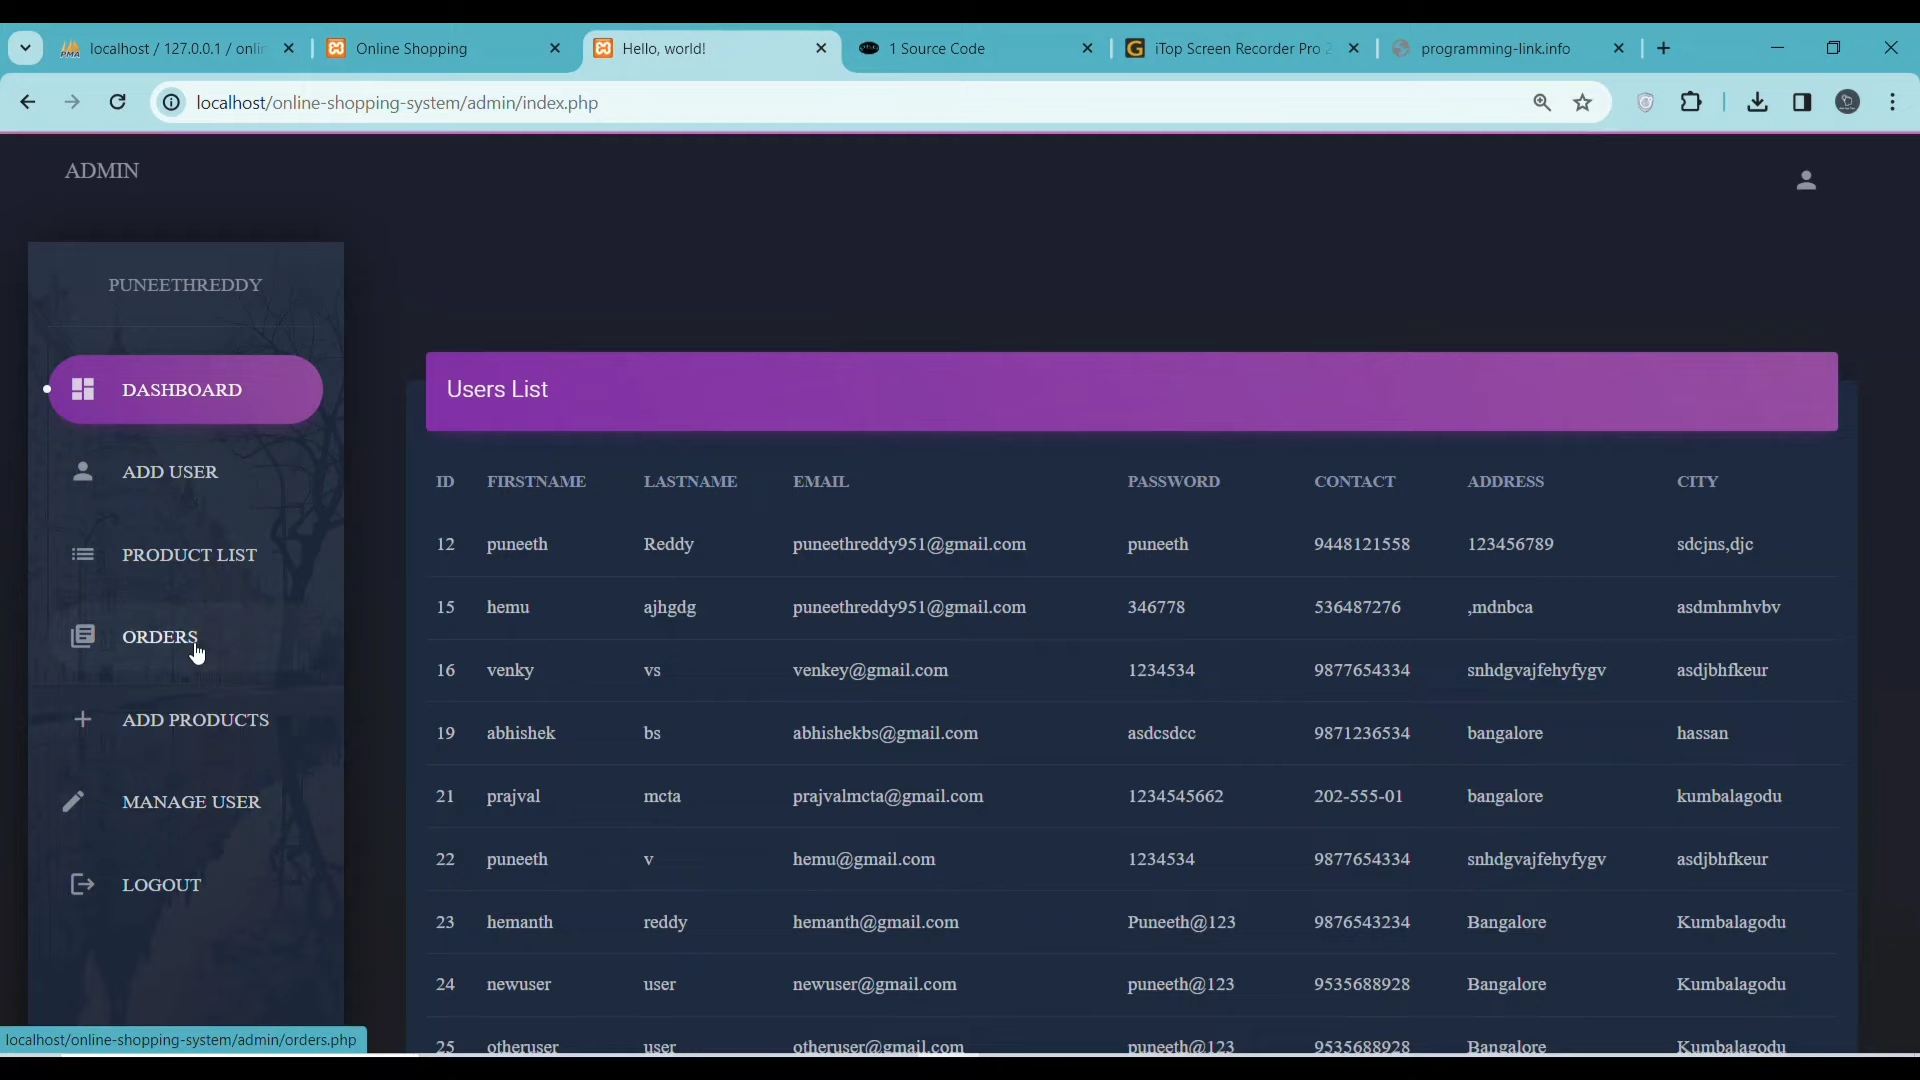 localhost / 127.0.0.1 / onlin
Online Shopping
Hello, world!
1 Source Code
iTop Screen Recorder Pro 2
programming-link.info
localhost/online-shopping-system/admin/index.php
ADMIN
PUNEETHREDDY
DASHBOARD
ADD USER
PRODUCT LIST
ORDERS
ADD PRODUCTS
MANAGE USER
LOGOUT
Users List
ID FIRSTNAME LASTNAME EMAIL PASSWORD CONTACT ADDRESS CITY
12 puneeth Reddy puneethreddy951@gmail.com puneeth 9448121558 123456789 sdcjns,djc
15 hemu ajhgdg puneethreddy951@gmail.com 346778 536487276 ,mdnbca asdmhmhvbv
16 venky vs venkey@gmail.com 1234534 9877654334 snhdgvajfehyfygv asdjbhfkeur
19 abhishek bs abhishekbs@gmail.com asdcsdcc 9871236534 bangalore hassan
21 prajval mcta prajvalmcta@gmail.com 1234545662 202-555-01 bangalore kumbalagodu
22 puneeth v hemu@gmail.com 1234534 9877654334 snhdgvajfehyfygv asdjbhfkeur
23 hemanth reddy hemanth@gmail.com Puneeth@123 9876543234 Bangalore Kumbalagodu
24 newuser user newuser@gmail.com puneeth@123 9535688928 Bangalore Kumbalagodu
25 otheruser user otheruser@gmail.com puneeth@123 9535688928 Bangalore Kumbalagodu
localhost/online-shopping-system/admin/orders.php